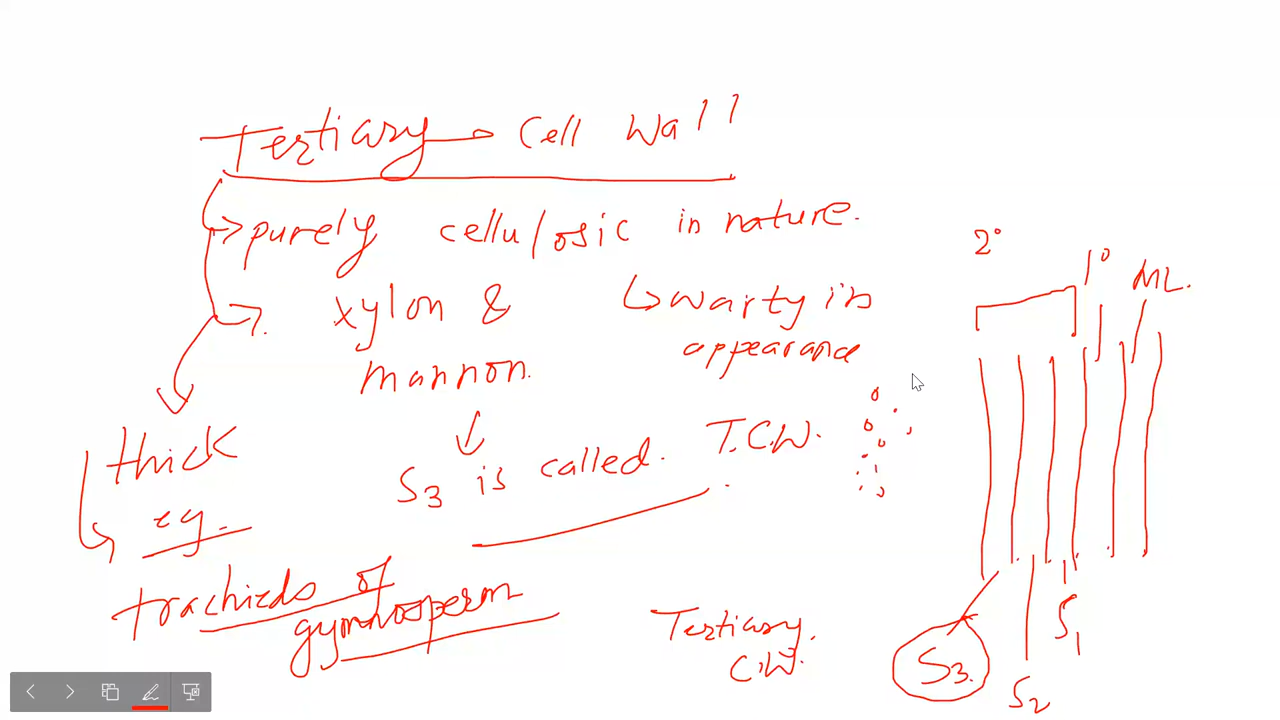 Tertiary → Cell Wall
→ purely cellulosic in nature.
→ xylon &
mannon.
↳ warty in
appearance
thick
eg.
trachieds of
gymnosperm
S3 is called. T.C.W.
Tertiary
C.W.
2° 1° ML.
S3.
S2
S1